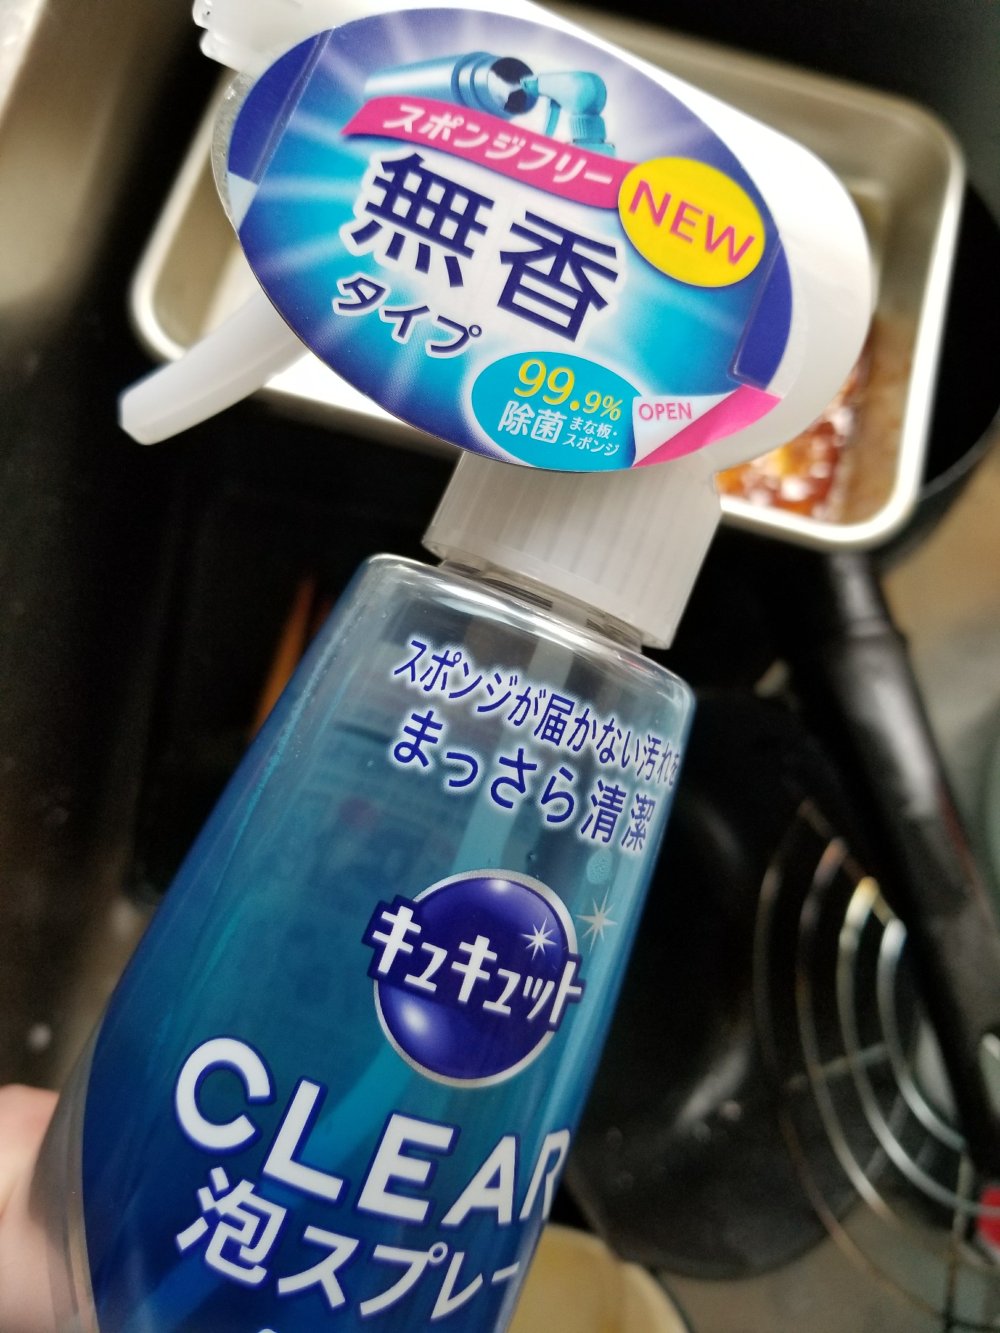 スポンジフリー
NEW
無香
タイプ
99.9%
除菌
まな板・
スポンジ
OPEN
スポンジが届かない汚れを
まっさら清潔
キュキュット
CLEAR
泡スプレー